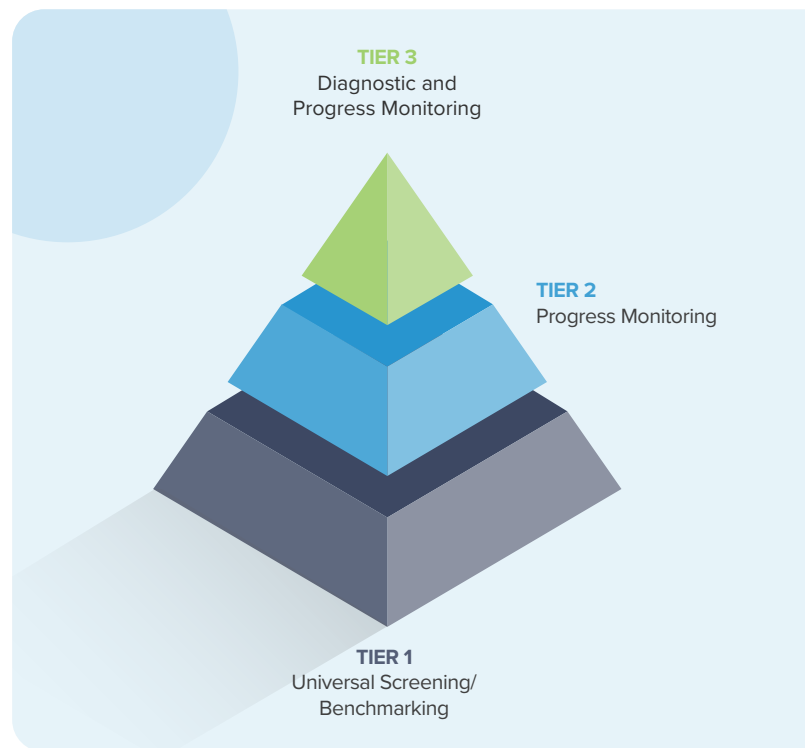 TIER 3
Diagnostic and
Progress Monitoring
TIER 2
Progress Monitoring
TIER 1
Universal Screening/
Benchmarking